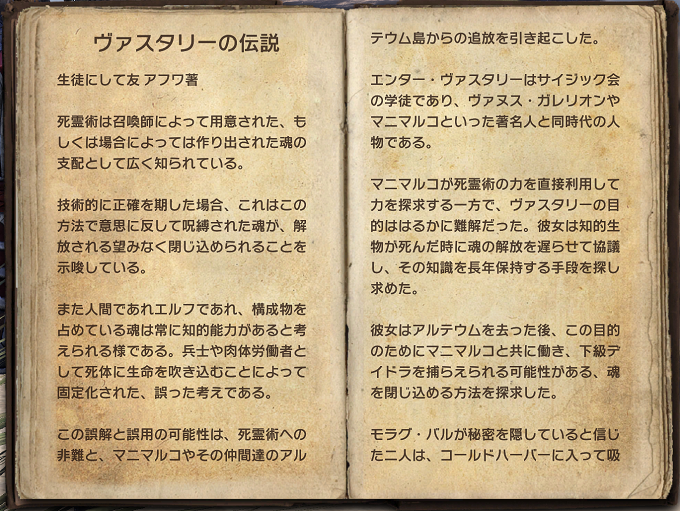 ヴァスタリーの伝説
生徒にして友 アフワ著
死霊術は召喚師によって用意された、も
しくは場合によっては作り出された魂の
支配として広く知られている。
技術的に正確を期した場合、これはこの
方法で意思に反して呪縛された魂が、解
放される望みなく閉じ込められることを
示唆している。
また人間であれエルフであれ、構成物を
占めている魂は常に知的能力があると考
えられる様である。兵士や肉体労働者と
して死体に生命を吹き込むことによって
固定化された、誤った考えである。
この誤解と誤用の可能性は、死霊術への
非難と、マニマルコやその仲間達のアル
テウム島からの追放を引き起こした。
エンター・ヴァスタリーはサイジック会
の学徒であり、ヴァヌス・ガレリオンや
マニマルコといった著名人と同時代の人
物である。
マニマルコが死霊術の力を直接利用して
力を探求する一方で、ヴァスタリーの目
的ははるかに難解だった。彼女は知的生
物が死んだ時に魂の解放を遅らせて協議
し、その知識を長年保持する手段を探し
求めた。
彼女はアルテウムを去った後、この目的
のためにマニマルコと共に働き、下級デ
イドラを捕らえられる可能性がある、魂
を閉じ込める方法を探求した。
モラグ・バルが秘密を隠していると信じ
た二人は、コールドハーバーに入って吸